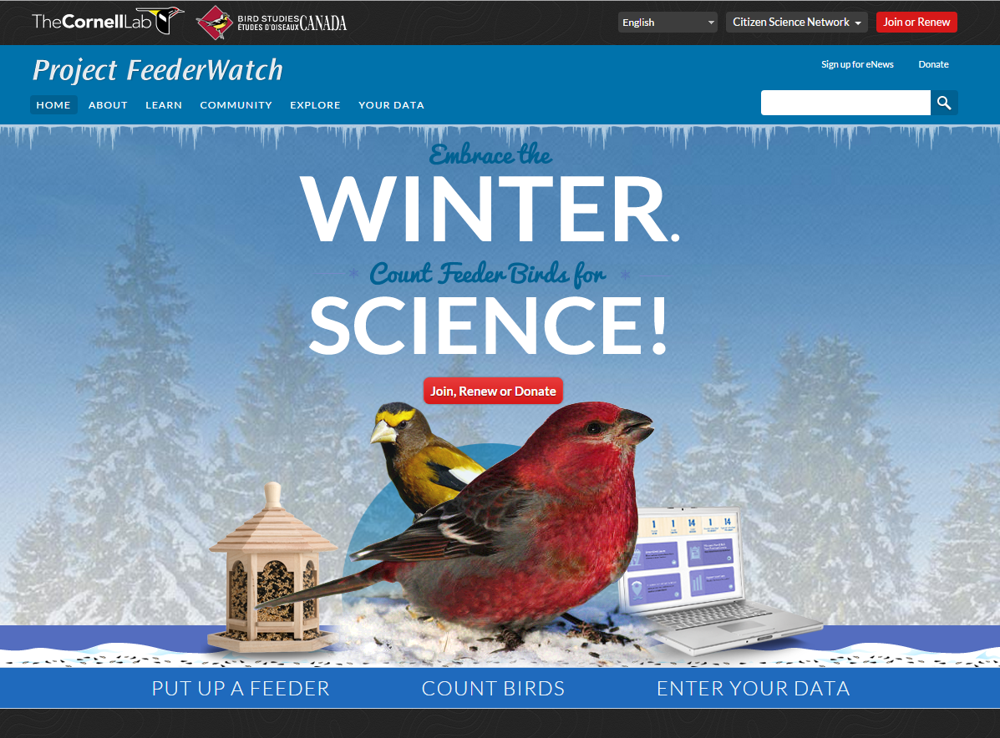 TheCornellLab
BIRD STUDIES
ÉTUDES D'OISEAUX CANADA
English
Citizen Science Network
Join or Renew
Project FeederWatch
Sign up for eNews
Donate
HOME
ABOUT
LEARN
COMMUNITY
EXPLORE
YOUR DATA
Embrace the
WINTER.
Count Feeder Birds for
SCIENCE!
Join, Renew or Donate
1 1 14 1 14
PUT UP A FEEDER
COUNT BIRDS
ENTER YOUR DATA